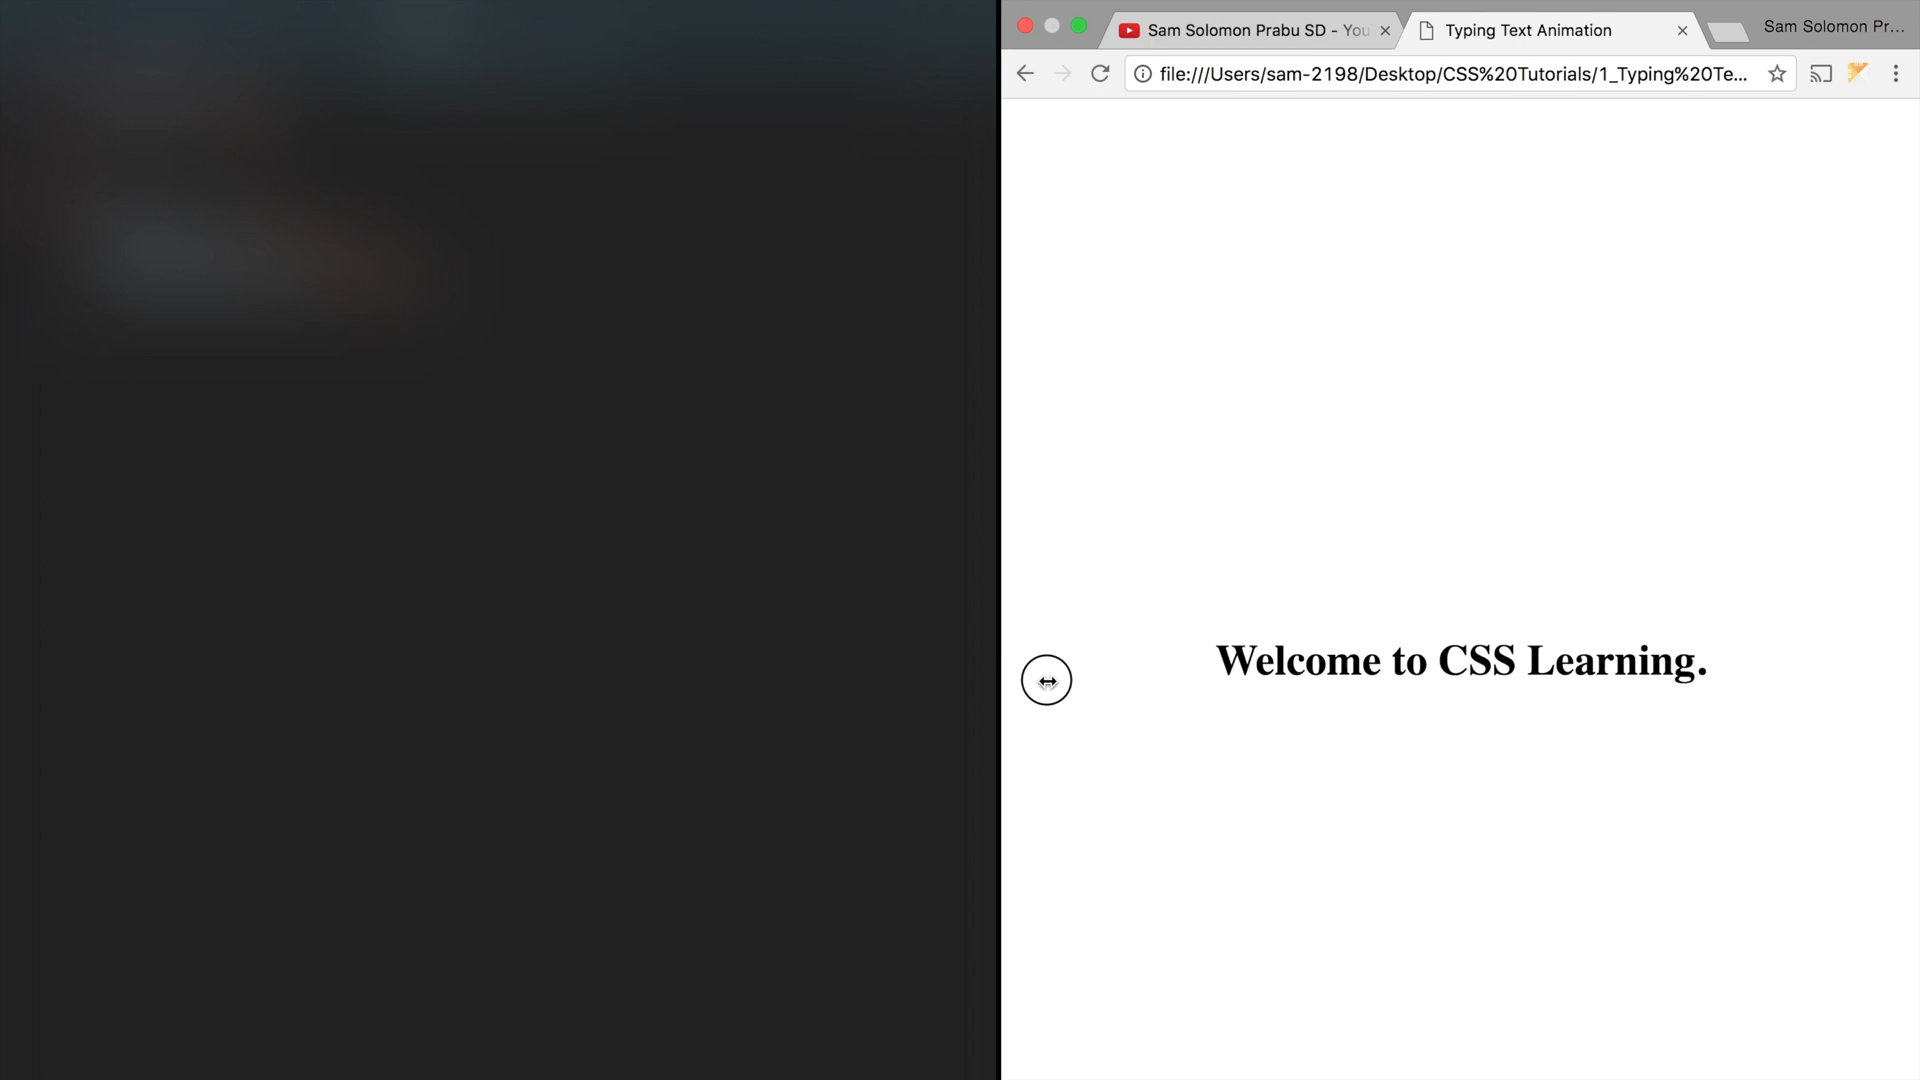 Sam Solomon Prabu SD - You
Typing Text Animation
Sam Solomon Pr...
file:///Users/sam-2198/Desktop/CSS%20Tutorials/1_Typing%20Te...
Welcome to CSS Learning.